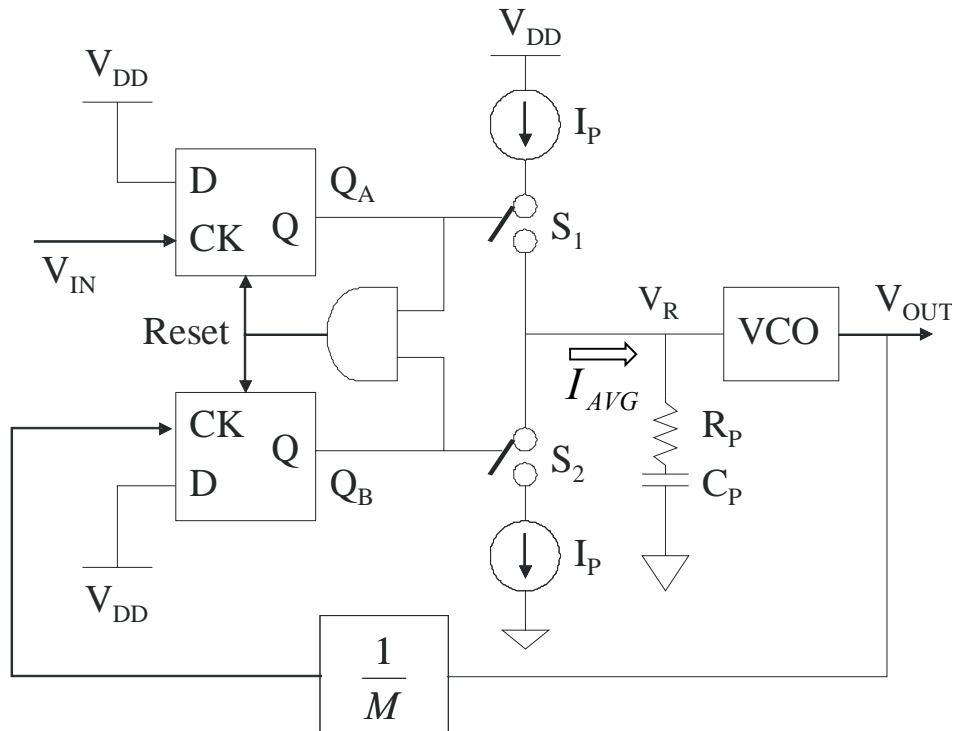 V_DD
V_DD
I_P
D
Q_A
CK
Q
S_1
V_IN
Reset
V_R
V_OUT
VCO
I_AVG
CK
Q
D
Q_B
S_2
R_P
C_P
I_P
V_DD
1
M